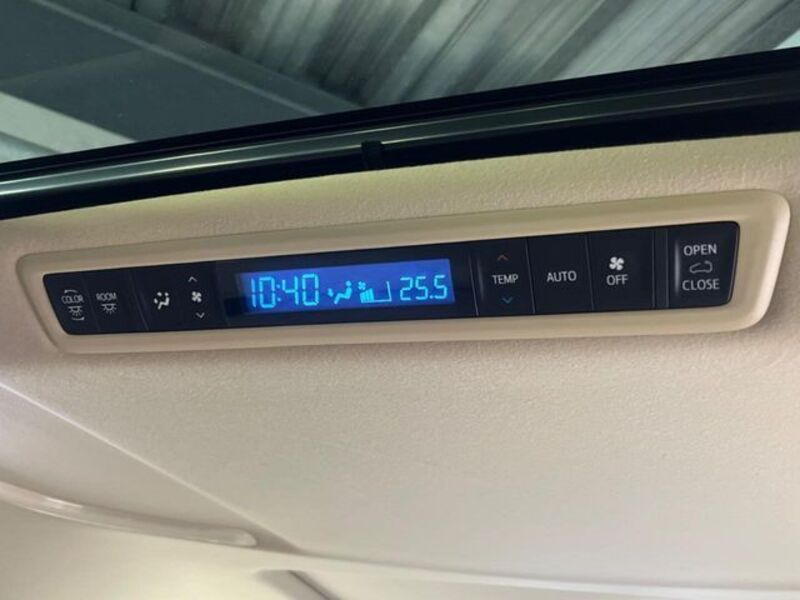 COLOR
ROOM
10:40
25.5
TEMP
AUTO
OFF
OPEN
CLOSE